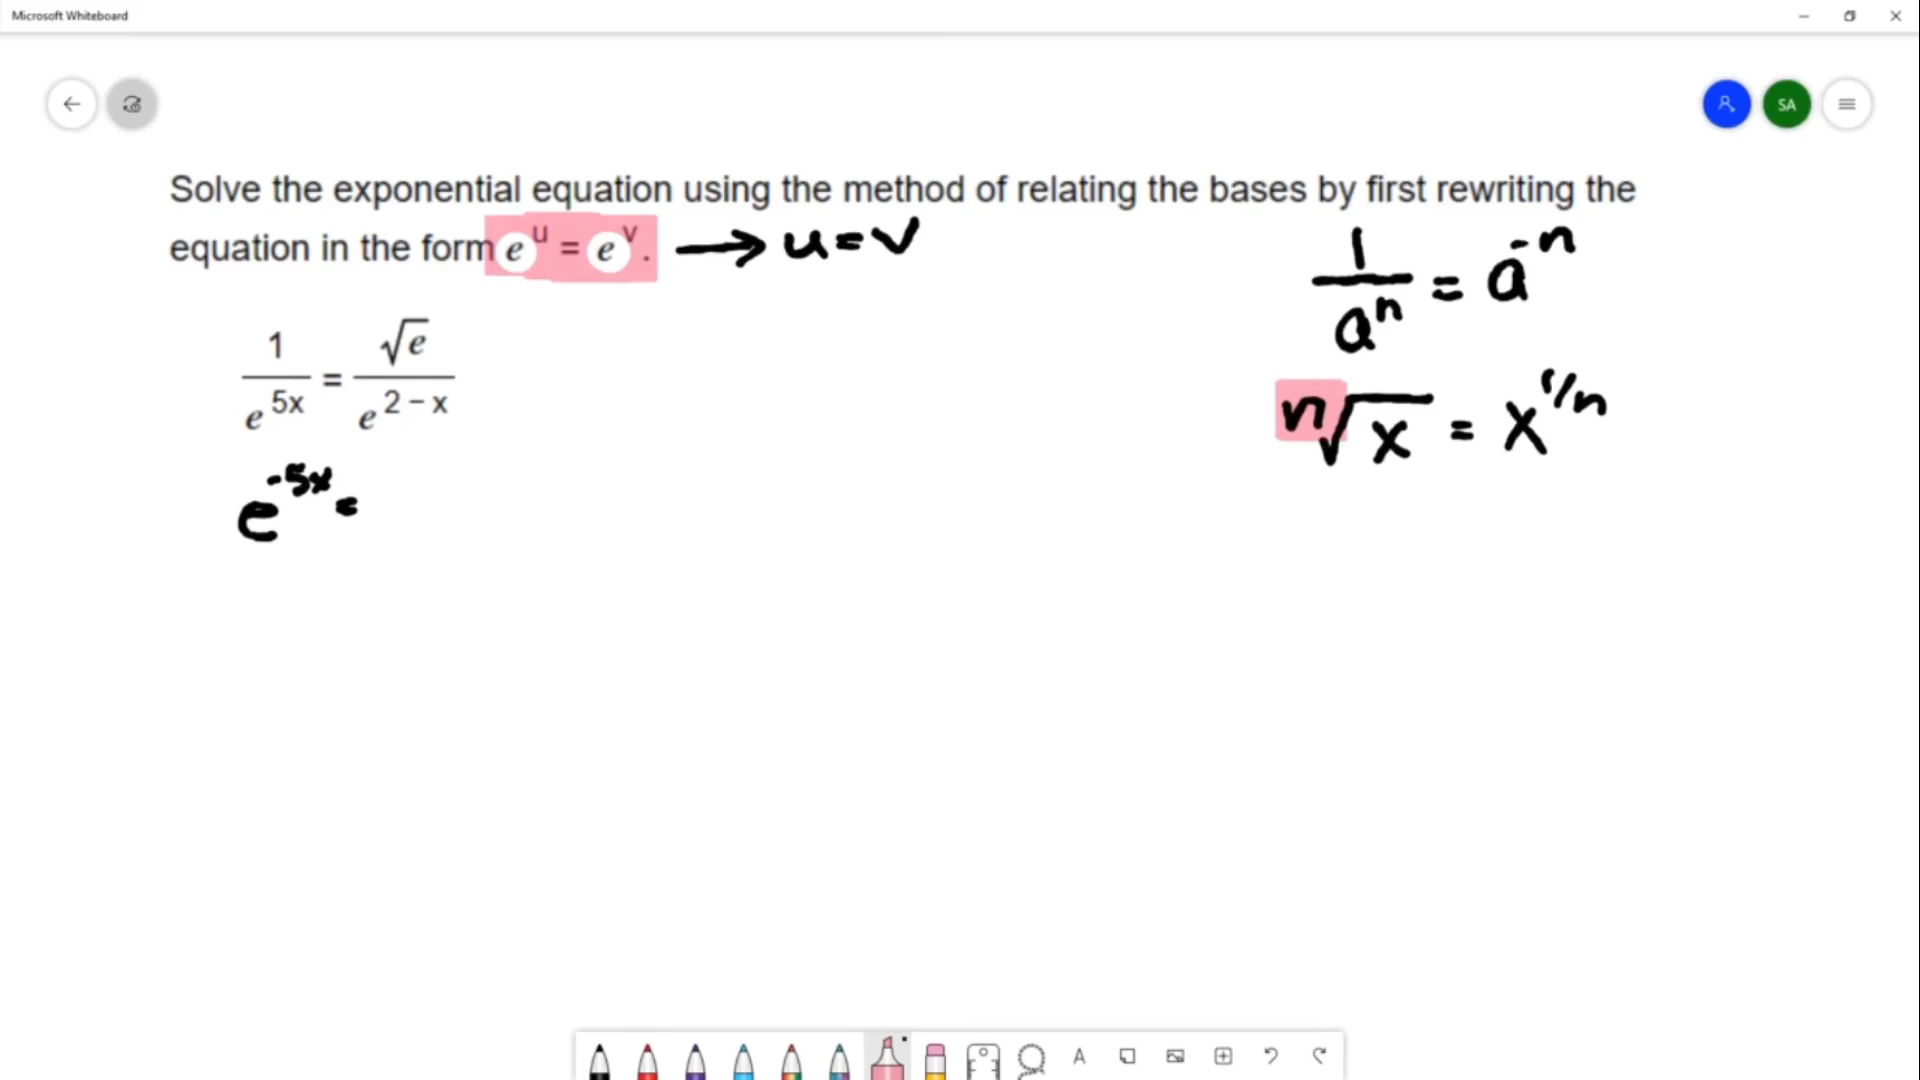 Microsoft Whiteboard
SA
Solve the exponential equation using the method of relating the bases by first rewriting the
equation in the form e^u = e^v. → u = v
1/a^n = a^-n
1/e^5x = √e/e^2 - x
n√x = x^1/n
e^-5x =
A